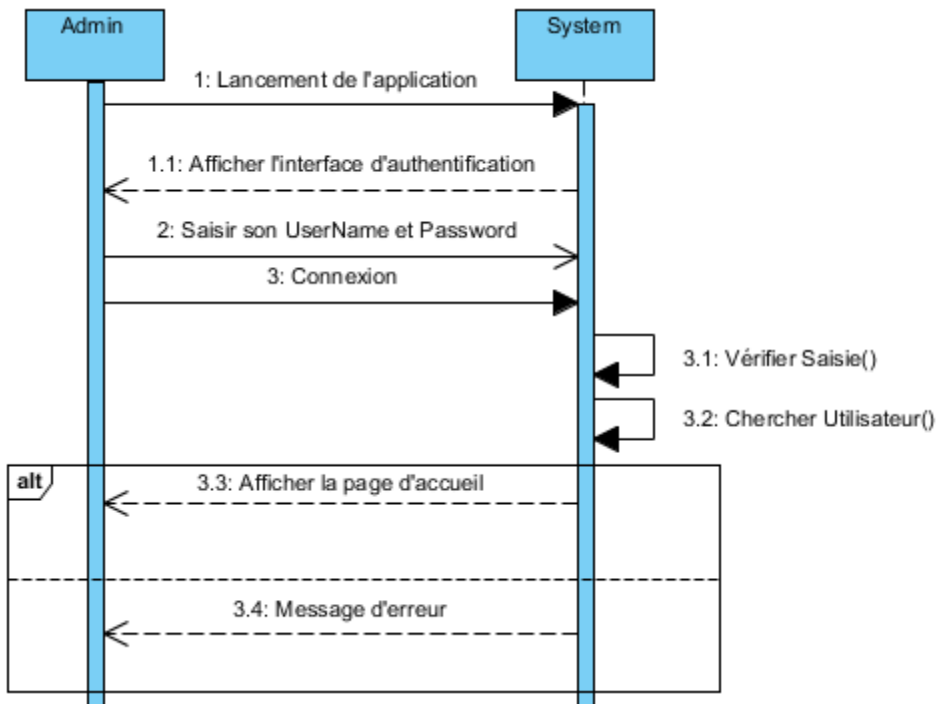 Admin
System
1: Lancement de l'application
1.1: Afficher l'interface d'authentification
2: Saisir son UserName et Password
3: Connexion
3.1: Vérifier Saisie()
3.2: Chercher Utilisateur()
alt
3.3: Afficher la page d'accueil
3.4: Message d'erreur